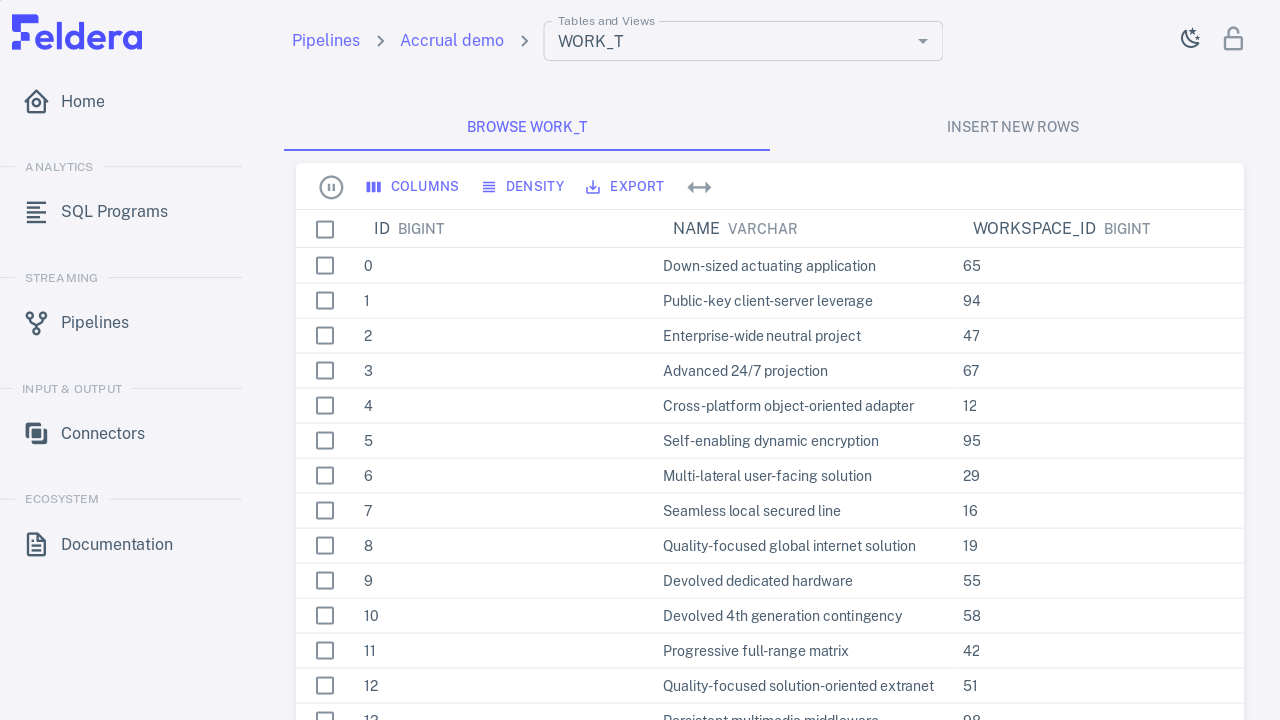 Feldera
Pipelines > Accrual demo > Tables and Views
WORK_T
Home
ANALYTICS
SQL Programs
STREAMING
Pipelines
INPUT & OUTPUT
Connectors
ECOSYSTEM
Documentation
BROWSE WORK_T INSERT NEW ROWS
COLUMNS DENSITY EXPORT
ID BIGINT NAME VARCHAR WORKSPACE_ID BIGINT
0 Down-sized actuating application 65
1 Public-key client-server leverage 94
2 Enterprise-wide neutral project 47
3 Advanced 24/7 projection 67
4 Cross-platform object-oriented adapter 12
5 Self-enabling dynamic encryption 95
6 Multi-lateral user-facing solution 29
7 Seamless local secured line 16
8 Quality-focused global internet solution 19
9 Devolved dedicated hardware 55
10 Devolved 4th generation contingency 58
11 Progressive full-range matrix 42
12 Quality-focused solution-oriented extranet 51